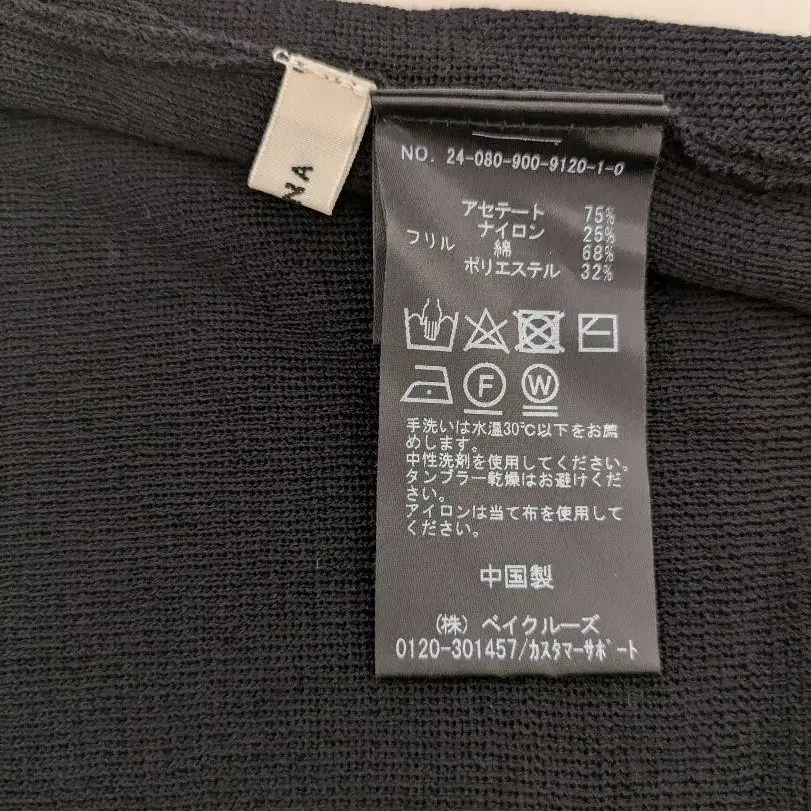 NA
NO. 24-080-900-9120-1-0
アセテート 75%
ナイロン 25%
フリル 綿 68%
ポリエステル 32%
F W
手洗いは水温30℃以下をお薦
めします。
中性洗剤を使用してください。
タンブラー乾燥はお避けくだ
さい。
アイロンは当て布を使用して
ください。
中国製
(株) ベイクルーズ
0120-301457/カスタマーサポート